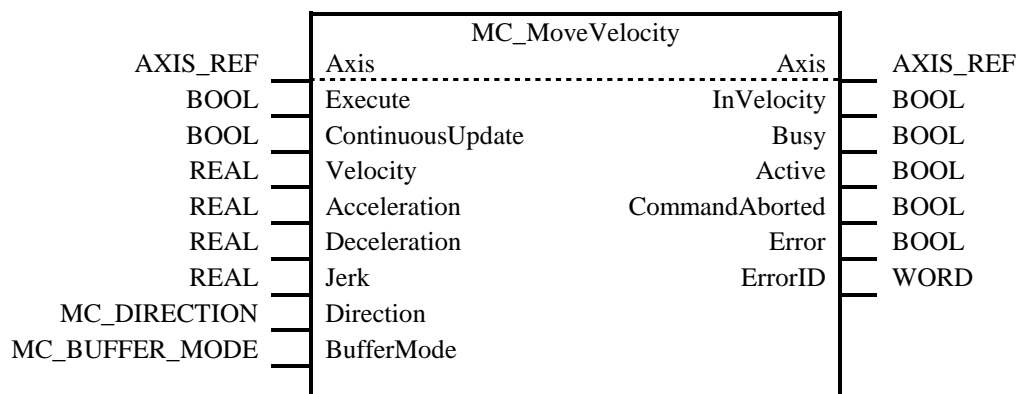 MC_MoveVelocity
AXIS_REF Axis Axis AXIS_REF
BOOL Execute InVelocity BOOL
BOOL ContinuousUpdate Busy BOOL
REAL Velocity Active BOOL
REAL Acceleration CommandAborted BOOL
REAL Deceleration Error BOOL
REAL Jerk ErrorID WORD
MC_DIRECTION Direction
MC_BUFFER_MODE BufferMode